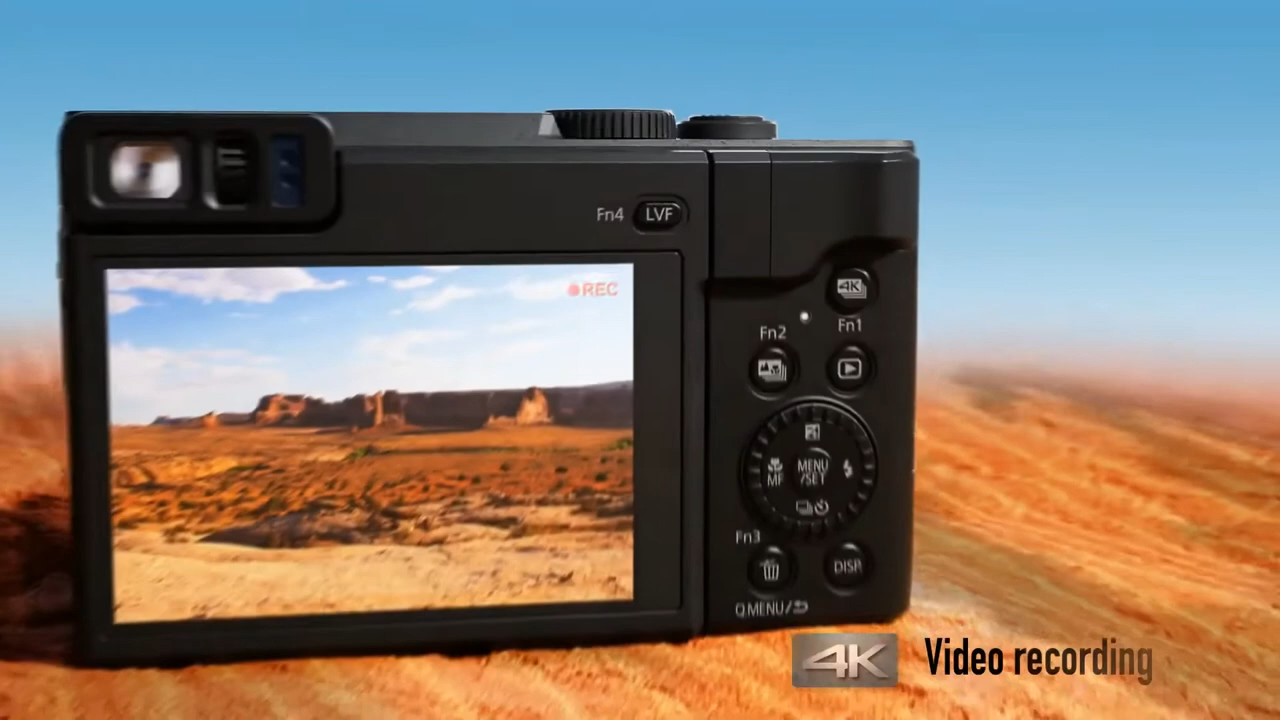 Fn4 LVF
REC
4K
Fn2
Fn1
MF
MENU
/SET
Fn3
DISP.
Q.MENU/
4K Video recording